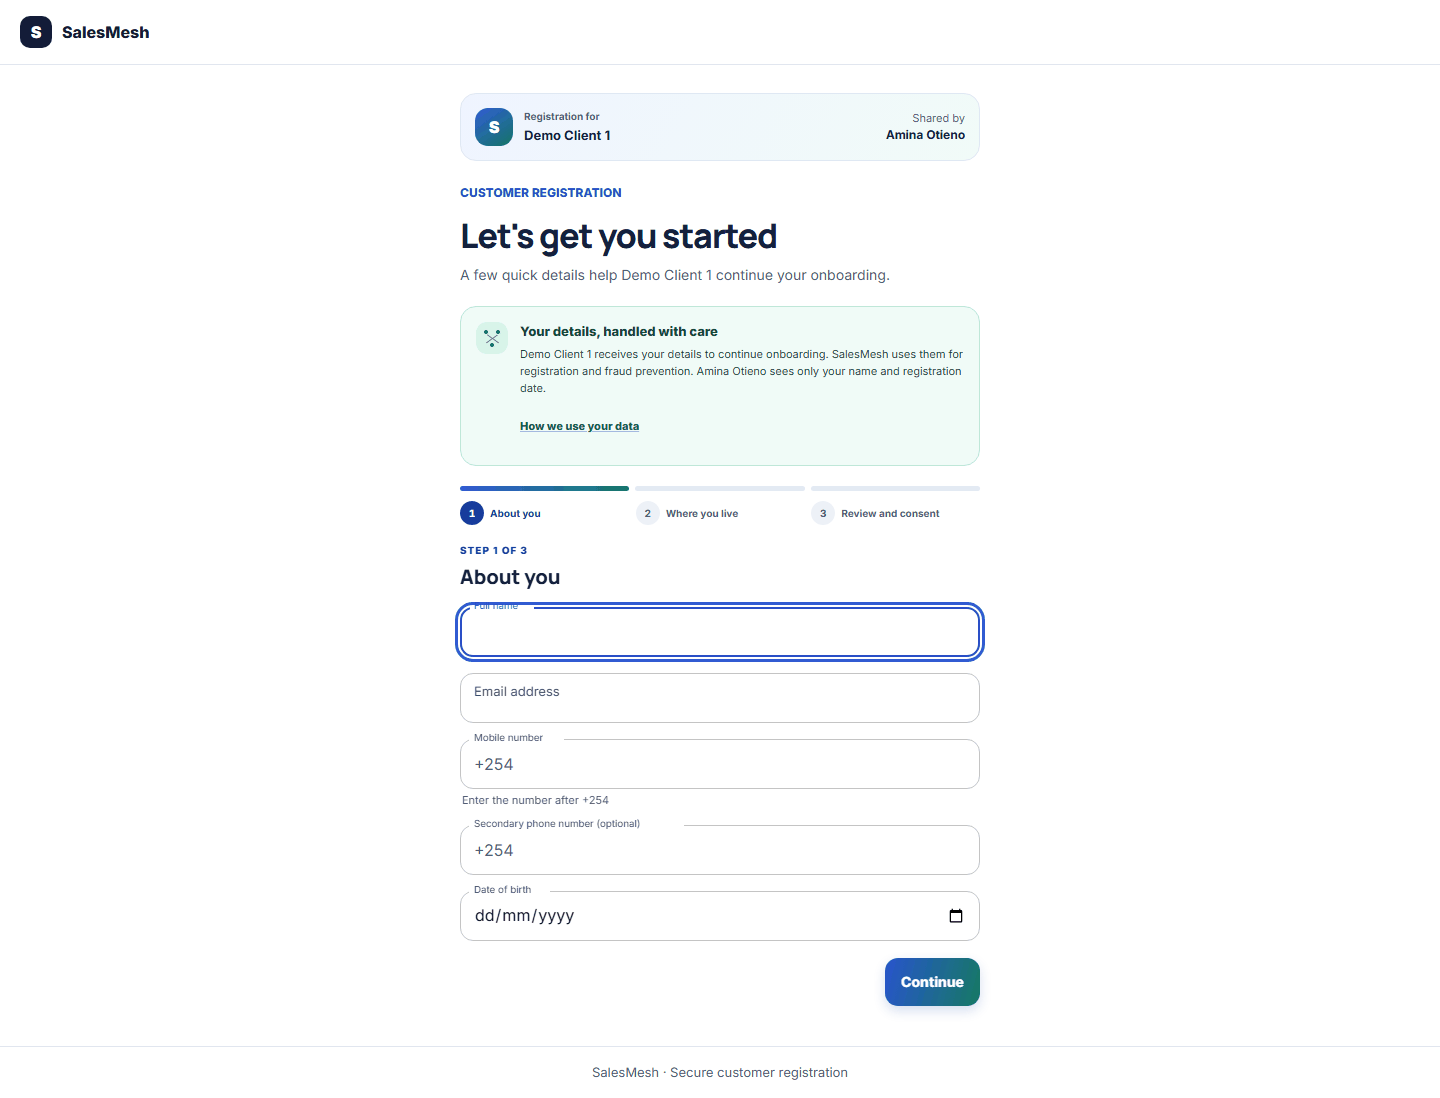 S SalesMesh
S Registration for
Demo Client 1
Shared by
Amina Otieno
CUSTOMER REGISTRATION
Let's get you started
A few quick details help Demo Client 1 continue your onboarding.
Your details, handled with care
Demo Client 1 receives your details to continue onboarding. SalesMesh uses them for
registration and fraud prevention. Amina Otieno sees only your name and registration
date.
How we use your data
1 About you
2 Where you live
3 Review and consent
STEP 1 OF 3
About you
Full name
Email address
Mobile number
+254
Enter the number after +254
Secondary phone number (optional)
+254
Date of birth
dd/mm/yyyy
Continue
SalesMesh · Secure customer registration